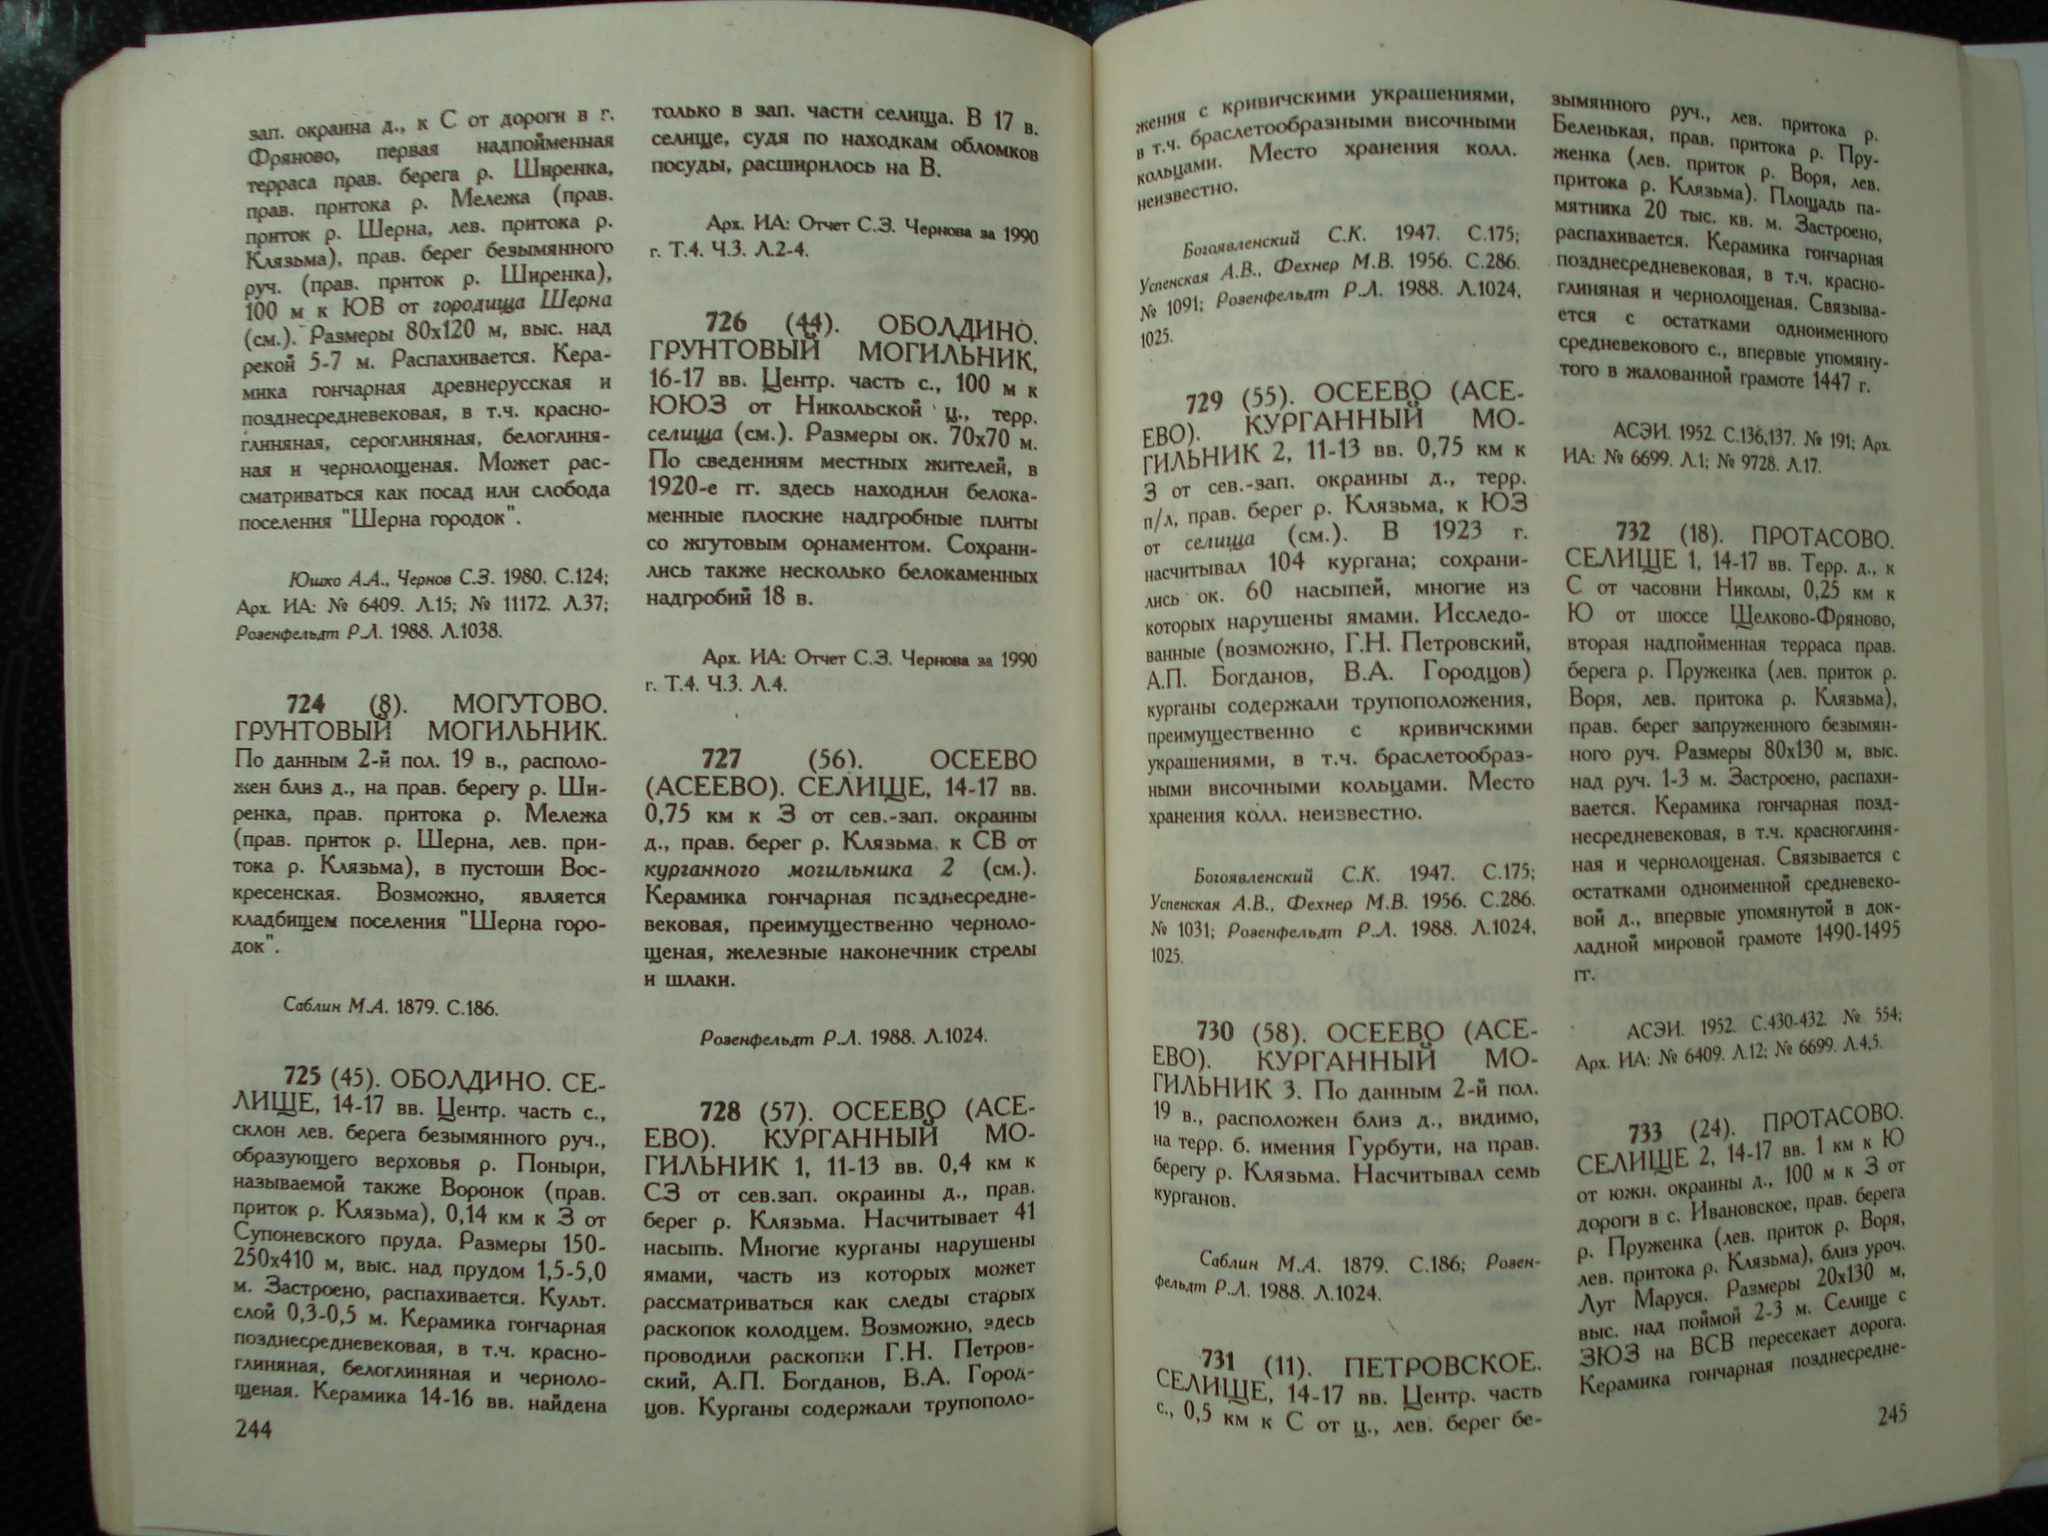 зап. окраина д., к С от дороги в г.
Фряново, первая надпойменная
терраса прав. берега р. Ширенка,
прав. притока р. Мележа (прав.
приток р. Шерна, лев. притока р.
Клязьма), прав. берег безымянного
руч. (прав. приток р. Ширенка),
100 м к ЮВ от городища Шерна
(см.). Размеры 80х120 м, выс. над
рекой 5-7 м. Распахивается. Кера-
мика гончарная древнерусская и
позднесредневековая, в т.ч. красно-
глиняная, сероглиняная, белоглиня-
ная и чернолощеная. Может рас-
сматриваться как посад или слобода
поселения "Шерна городок".
Юшко А.А., Чернов С.З. 1980. С.124;
Арх. ИА: № 6409. Л.15; № 11172. Л.37;
Розенфельдт Р.Л. 1988. Л.1038.
724 (8). МОГУТОВО.
ГРУНТОВЫЙ МОГИЛЬНИК.
По данным 2-й пол. 19 в., располо-
жен близ д., на прав. берегу р. Ши-
ренка, прав. притока р. Мележа
(прав. приток р. Шерна, лев. при-
тока р. Клязьма), в пустоши Вос-
кресенская. Возможно, является
кладбищем поселения "Шерна горо-
док".
Саблин М.А. 1879. С.186.
725 (45). ОБОЛДИНО. СЕ-
ЛИЩЕ, 14-17 вв. Центр. часть с.,
склон лев. берега безымянного руч.,
образующего верховья р. Поныри,
называемой также Воронок (прав.
приток р. Клязьма), 0,14 км к З от
Супоневского пруда. Размеры 150-
250х410 м, выс. над прудом 1,5-5,0
м. Застроено, распахивается. Культ.
слой 0,3-0,5 м. Керамика гончарная
позднесредневековая, в т.ч. красно-
глиняная, белоглиняная и черноло-
щеная. Керамика 14-16 вв. найдена
244
только в зап. части селища. В 17 в.
селище, судя по находкам обломков
посуды, расширилось на В.
Арх. ИА: Отчет С.З. Чернова за 1990
г. Т.4. Ч.3. Л.2-4.
726 (44). ОБОЛДИНО.
ГРУНТОВЫЙ МОГИЛЬНИК,
16-17 вв. Центр. часть с., 100 м к
ЮЮЗ от Никольской ц., терр.
селища (см.). Размеры ок. 70х70 м.
По сведениям местных жителей, в
1920-е гг. здесь находили белока-
менные плоские надгробные плиты
со жгутовым орнаментом. Сохрани-
лись также несколько белокаменных
надгробий 18 в.
Арх. ИА: Отчет С.З. Чернова за 1990
г. Т.4. Ч.3. Л.4.
727 (56). ОСЕЕВО
(АСЕЕВО). СЕЛИЩЕ, 14-17 вв.
0,75 км к З от сев.-зап. окраины
д., прав. берег р. Клязьма, к СВ от
курганного могильника 2 (см.).
Керамика гончарная позднесредне-
вековая, преимущественно черноло-
щеная, железные наконечник стрелы
и шлаки.
Розенфельдт Р.Л. 1988. Л.1024.
728 (57). ОСЕЕВО (АСЕ-
ЕВО). КУРГАННЫЙ МО-
ГИЛЬНИК 1, 11-13 вв. 0,4 км к
СЗ от сев.зап. окраины д., прав.
берег р. Клязьма. Насчитывает 41
насыпь. Многие курганы нарушены
ямами, часть из которых может
рассматриваться как следы старых
раскопок колодцем. Возможно, здесь
проводили раскопки Г.Н. Петров-
ский, А.П. Богданов, В.А. Город-
цов. Курганы содержали трупополо-
жения с кривичскими украшениями,
в т.ч. браслетообразными височными
кольцами. Место хранения колл.
неизвестно.
Богоявленский С.К. 1947. С.175;
Успенская А.В., Фехнер М.В. 1956. С.286.
№ 1091; Розенфельдт Р.Л. 1988. Л.1024,
1025.
729 (55). ОСЕЕВО (АСЕ-
ЕВО). КУРГАННЫЙ МО-
ГИЛЬНИК 2, 11-13 вв. 0,75 км к
З от сев.-зап. окраины д., терр.
п/л, прав. берег р. Клязьма, к ЮЗ
от селища (см.). В 1923 г.
насчитывал 104 кургана; сохрани-
лись ок. 60 насыпей, многие из
которых нарушены ямами. Исследо-
ванные (возможно, Г.Н. Петровский,
А.П. Богданов, В.А. Городцов)
курганы содержали трупоположения,
преимущественно с кривичскими
украшениями, в т.ч. браслетообраз-
ными височными кольцами. Место
хранения колл. неизвестно.
Богоявленский С.К. 1947. С.175;
Успенская А.В., Фехнер М.В. 1956. С.286.
№ 1031; Розенфельдт Р.Л. 1988. Л.1024,
1025.
730 (58). ОСЕЕВО (АСЕ-
ЕВО). КУРГАННЫЙ МО-
ГИЛЬНИК 3. По данным 2-й пол.
19 в., расположен близ д., видимо,
на терр. б. имения Гурбути, на прав.
берегу р. Клязьма. Насчитывал семь
курганов.
Саблин М.А. 1879. С.186; Розен-
фельдт Р.Л. 1988. Л.1024.
731 (11). ПЕТРОВСКОЕ.
СЕЛИЩЕ, 14-17 вв. Центр. часть
с., 0,5 км к С от ц., лев. берег бе-
зымянного руч., лев. притока р.
Беленькая, прав. притока р. Пру-
женка (лев. приток р. Воря, лев.
притока р. Клязьма). Площадь па-
мятника 20 тыс. кв. м. Застроено,
распахивается. Керамика гончарная
позднесредневековая, в т.ч. красно-
глиняная и чернолощеная. Связыва-
ется с остатками одноименного
средневекового с., впервые упомяну-
того в жалованной грамоте 1447 г.
АСЭИ. 1952. С.136,137. № 191; Арх.
ИА: № 6699. Л.1; № 9728. Л.17.
732 (18). ПРОТАСОВО.
СЕЛИЩЕ 1, 14-17 вв. Терр. д., к
С от часовни Николы, 0,25 км к
Ю от шоссе Щелково-Фряново,
вторая надпойменная терраса прав.
берега р. Пруженка (лев. приток р.
Воря, лев. притока р. Клязьма),
прав. берег запруженного безымян-
ного руч. Размеры 80х130 м, выс.
над руч. 1-3 м. Застроено, распахи-
вается. Керамика гончарная позд-
несредневековая, в т.ч. красноглиня-
ная и чернолощеная. Связывается с
остатками одноименной средневеко-
вой д., впервые упомянутой в док-
ладной мировой грамоте 1490-1495
гг.
АСЭИ. 1952. С.430-432. № 554;
Арх. ИА: № 6409. Л.12; № 6699. Л.4,5.
733 (24). ПРОТАСОВО.
СЕЛИЩЕ 2, 14-17 вв. 1 км к Ю
от южн. окраины д., 100 м к З от
дороги в с. Ивановское, прав. берега
р. Пруженка (лев. приток р. Воря,
лев. притока р. Клязьма), близ уроч.
Луг Маруся. Размеры 20х130 м,
выс. над поймой 2-3 м. Селище с
ЗЮЗ на ВСВ пересекает дорога.
Керамика гончарная позднесредне-
245